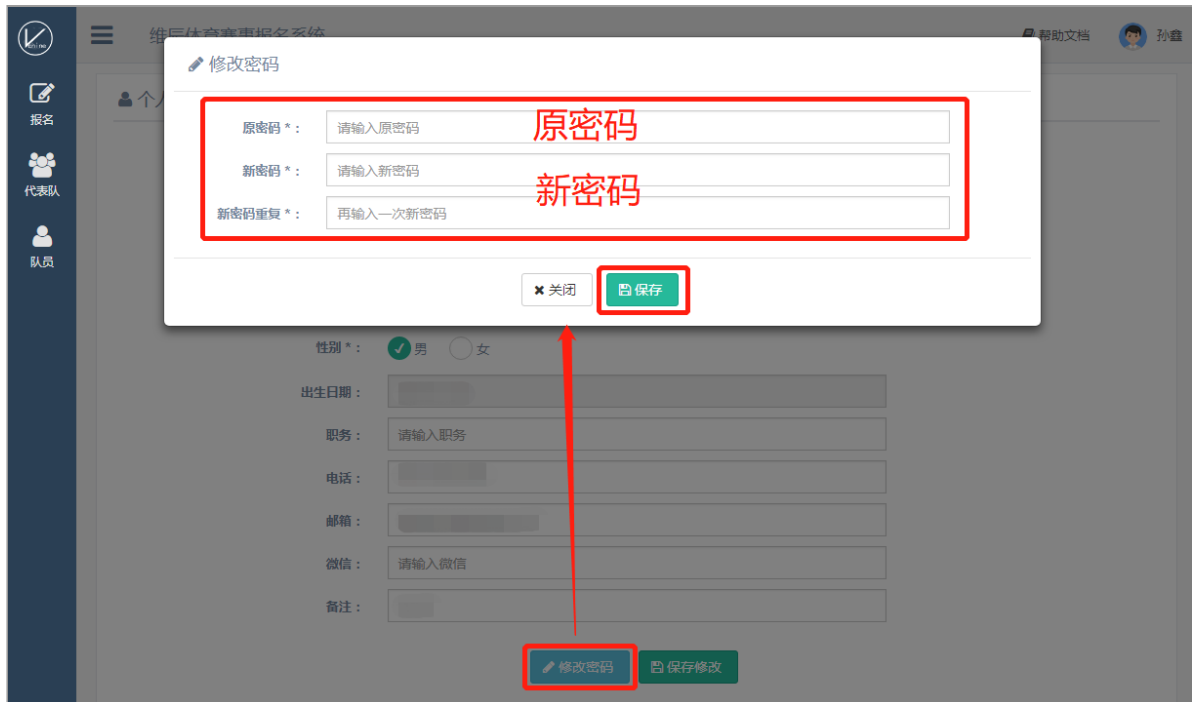 维辰体育赛事报名系统
帮助文档
孙鑫
报名
代表队
队员
个人
修改密码
原密码 * ：
请输入原密码
原密码
新密码 * ：
请输入新密码
新密码
新密码重复 * ：
再输入一次新密码
关闭
保存
性别 * ：
男
女
出生日期：
职务：
请输入职务
电话：
邮箱：
微信：
请输入微信
备注：
修改密码
保存修改